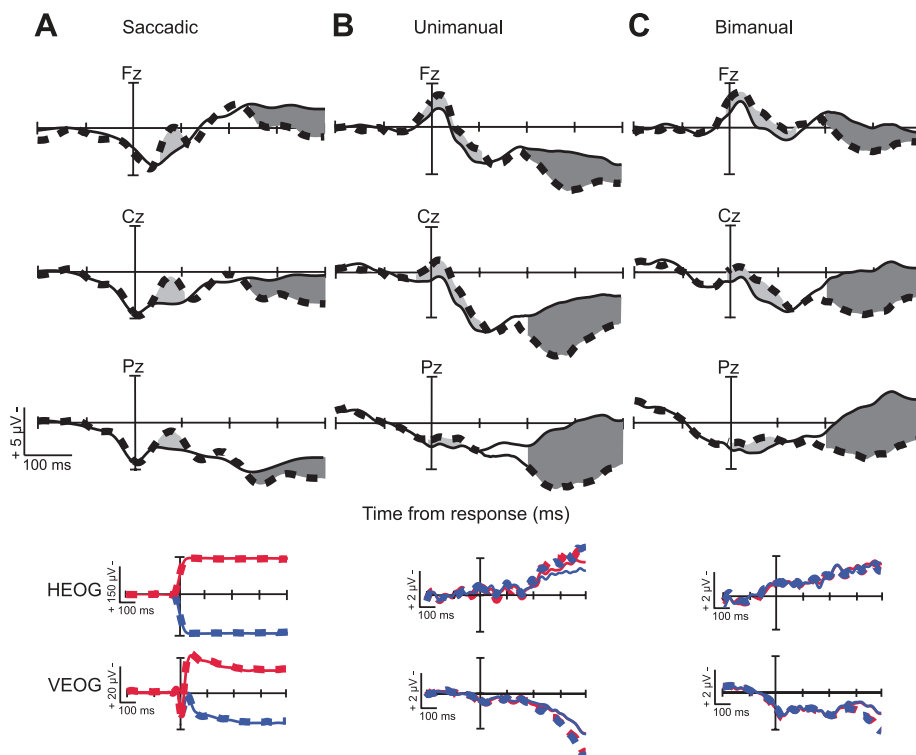 A Saccadic B Unimanual C Bimanual
Fz Fz Fz
Cz Cz Cz
Pz Pz Pz
+ 5 µV -
100 ms
Time from response (ms)
HEOG
+150 µV -
+ 100 ms
+ 2 µV -
100 ms
+ 2 µV -
100 ms
VEOG
+ 20 µV -
100 ms
+ 2 µV -
100 ms
+ 2 µV -
100 ms